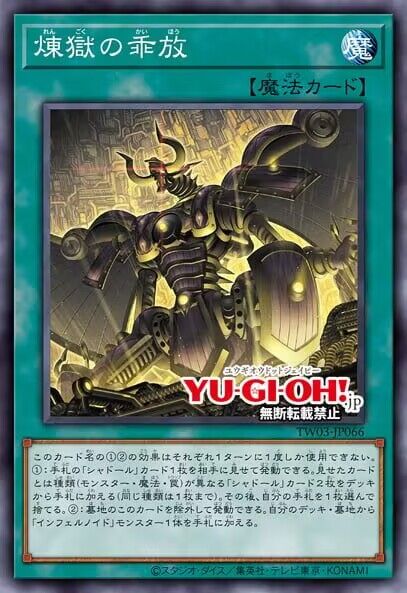 煉獄の乖放
れん ごく かい ほう
魔
【魔法カード】
ま ほう
ユウギオウドットジェイピー
YU-GI-OH!.jp
無断転載禁止
TW03-JP066
このカード名の①②の効果はそれぞれ1ターンに1度しか使用できない。
①：手札の「シャドール」カード1枚を相手に見せて発動できる。見せたカード
とは種類（モンスター・魔法・罠）が異なる「シャドール」カード2枚をデッキ
から手札に加える（同じ種類は1枚まで）。その後、自分の手札を1枚選んで
捨てる。②：墓地のこのカードを除外して発動できる。自分のデッキ・墓地から
「インフェルノイド」モンスター1体を手札に加える。
©スタジオ・ダイス／集英社・テレビ東京・KONAMI